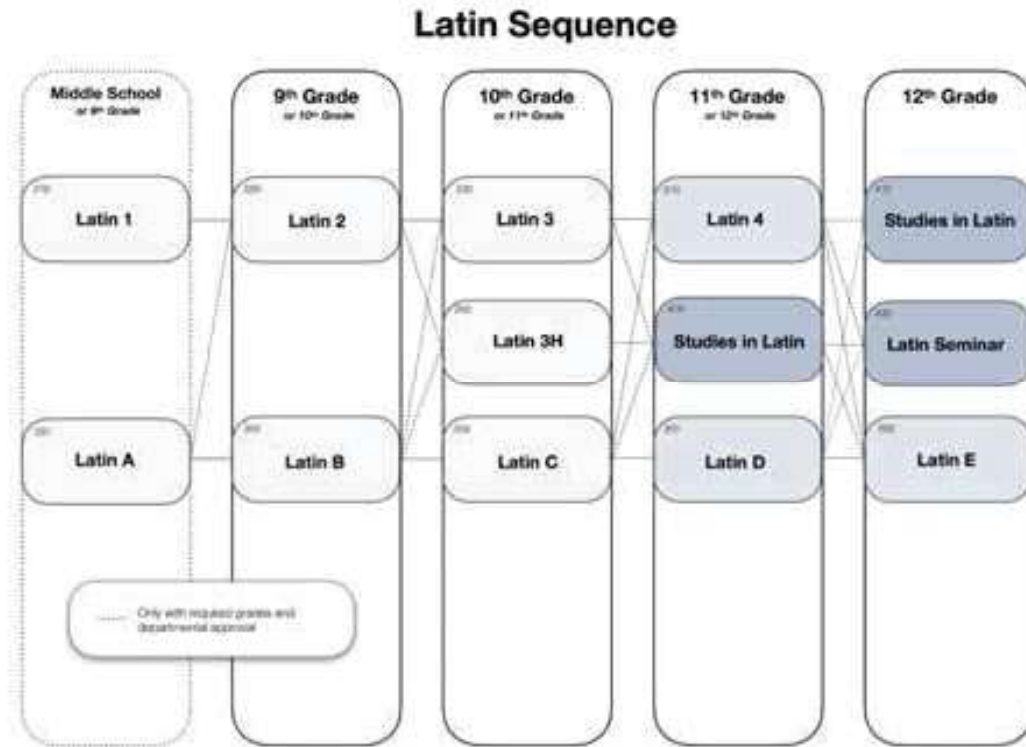 Latin Sequence
Middle School
or 9th Grade
9th Grade
or 10th Grade
10th Grade
or 11th Grade
11th Grade
or 12th Grade
12th Grade
Latin 1
Latin 2
Latin 3
Latin 4
Studies in Latin
Latin 3H
Studies in Latin
Latin Seminar
Latin A
Latin B
Latin C
Latin D
Latin E
Only with required grades and
departmental approval